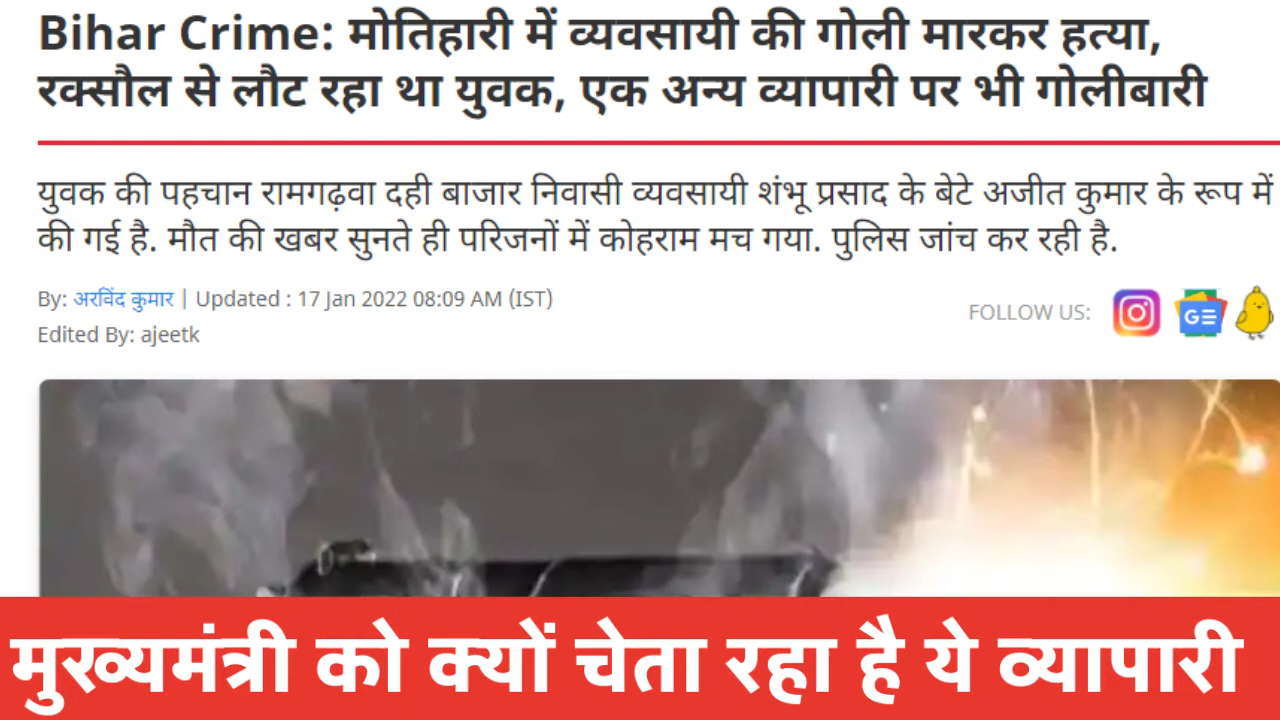 Bihar Crime: मोतिहारी में व्यवसायी की गोली मारकर हत्या,
रक्सौल से लौट रहा था युवक, एक अन्य व्यापारी पर भी गोलीबारी
युवक की पहचान रामगढ़वा दही बाजार निवासी व्यवसायी शंभू प्रसाद के बेटे अजीत कुमार के रूप में
की गई है. मौत की खबर सुनते ही परिजनों में कोहराम मच गया. पुलिस जांच कर रही है.
By: अरविंद कुमार | Updated : 17 Jan 2022 08:09 AM (IST)
FOLLOW US:
GE
Edited By: ajeetk
मुख्यमंत्री को क्यों चेता रहा है ये व्यापारी